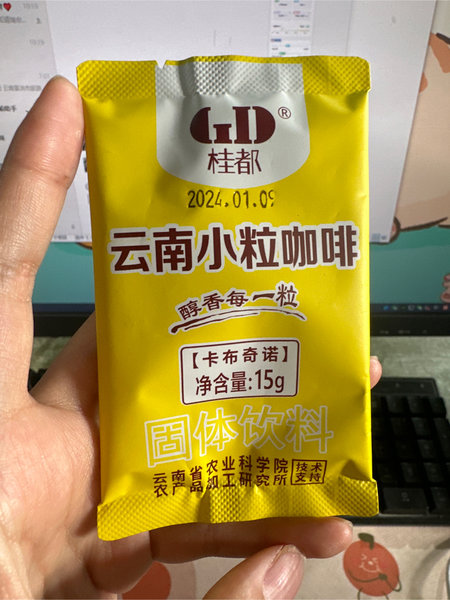 GD®
桂都
2024.01.09
云南小粒咖啡
醇香每一粒
【卡布奇诺】
净含量:15g
固体饮料
云南省农业科学院
农产品加工研究所
技术
支持